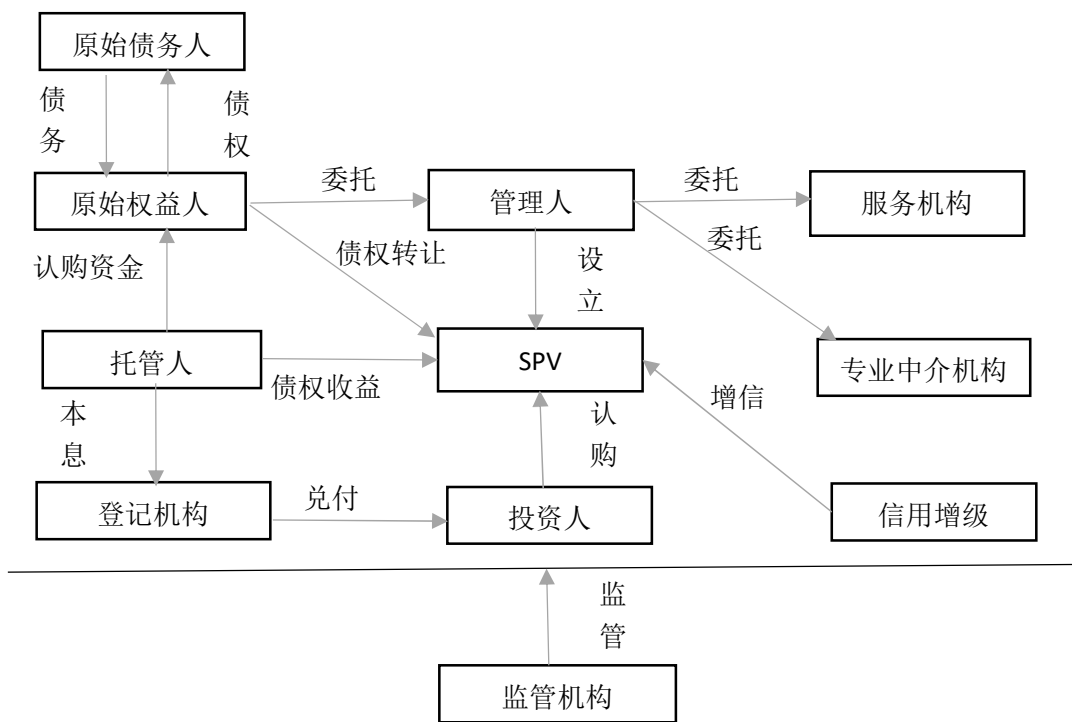 原始债务人
债务
债权
原始权益人
委托
管理人
委托
服务机构
委托
认购资金
债权转让
设立
托管人
债权收益
SPV
专业中介机构
增信
本息
认购
登记机构
兑付
投资人
信用增级
监管
监管机构